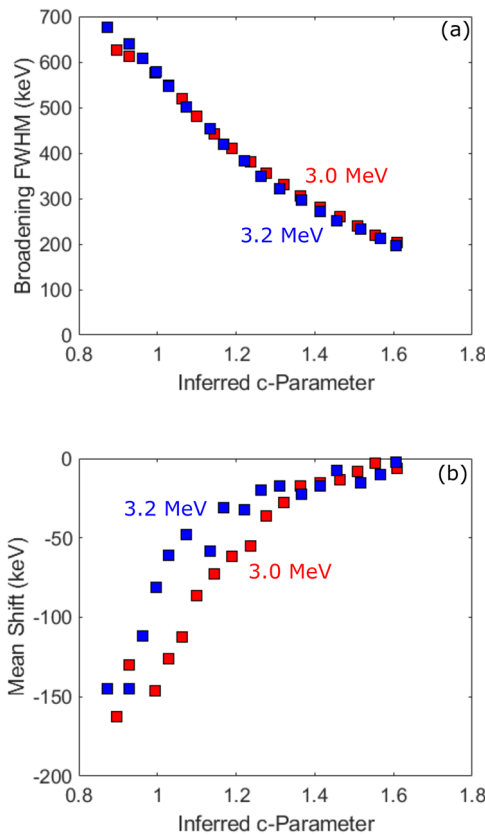 (a)
700
600
500
400
300
200
100
0
Broadening FWHM (keV)
3.0 MeV
3.2 MeV
0.8 1 1.2 1.4 1.6 1.8
Inferred c-Parameter
(b)
0
-50
-100
-150
-200
Mean Shift (keV)
3.2 MeV
3.0 MeV
0.8 1 1.2 1.4 1.6 1.8
Inferred c-Parameter